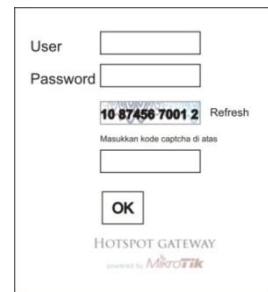 User
Password
10 87456 7001 2 Refresh
Masukkan kode captcha di atas
OK
HOTSPOT GATEWAY
powered by MikroTik